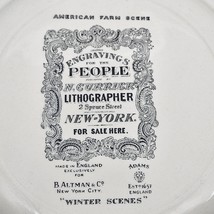 AMERICAN FARM SCENE
ENGRAVINGS
FOR THE
PEOPLE
N. CURRIER
LITHOGRAPHER
2 Spruce Street
NEW-YORK.
FOR SALE HERE.
MADE IN ENGLAND
EXCLUSIVELY
FOR
B. ALTMAN & Co
NEW YORK CITY.
ADAMS
ESTD 1657
ENGLAND
"WINTER SCENES"